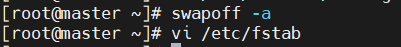 [root@master ~]# swapoff -a
[root@master ~]# vi /etc/fstab